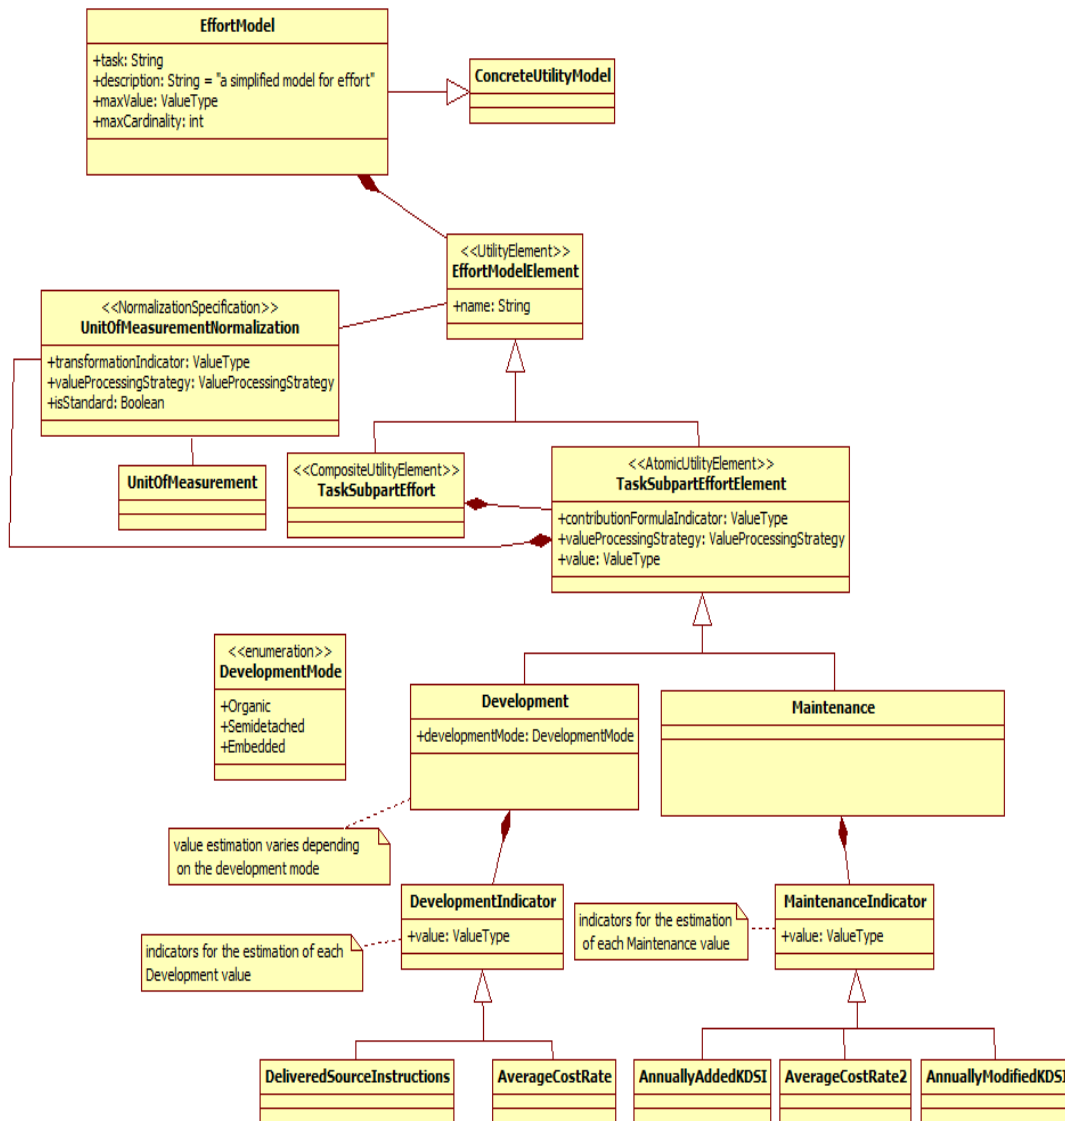 EffortModel
+task: String
+description: String = "a simplified model for effort"
+maxValue: ValueType
+maxCardinality: int
ConcreteUtilityModel
<<UtilityElement>>
EffortModelElement
+name: String
<<NormalizationSpecification>>
UnitOfMeasurementNormalization
+transformationIndicator: ValueType
+valueProcessingStrategy: ValueProcessingStrategy
+isStandard: Boolean
UnitOfMeasurement
<<CompositeUtilityElement>>
TaskSubpartEffort
<<AtomicUtilityElement>>
TaskSubpartEffortElement
+contributionFormulaIndicator: ValueType
+valueProcessingStrategy: ValueProcessingStrategy
+value: ValueType
<<enumeration>>
DevelopmentMode
+Organic
+Semidetached
+Embedded
Development
+developmentMode: DevelopmentMode
Maintenance
value estimation varies depending
on the development mode
DevelopmentIndicator
+value: ValueType
indicators for the estimation of each
Development value
indicators for the estimation
of each Maintenance value
MaintenanceIndicator
+value: ValueType
DeliveredSourceInstructions
AverageCostRate
AnnuallyAddedKDSI
AverageCostRate2
AnnuallyModifiedKDSI